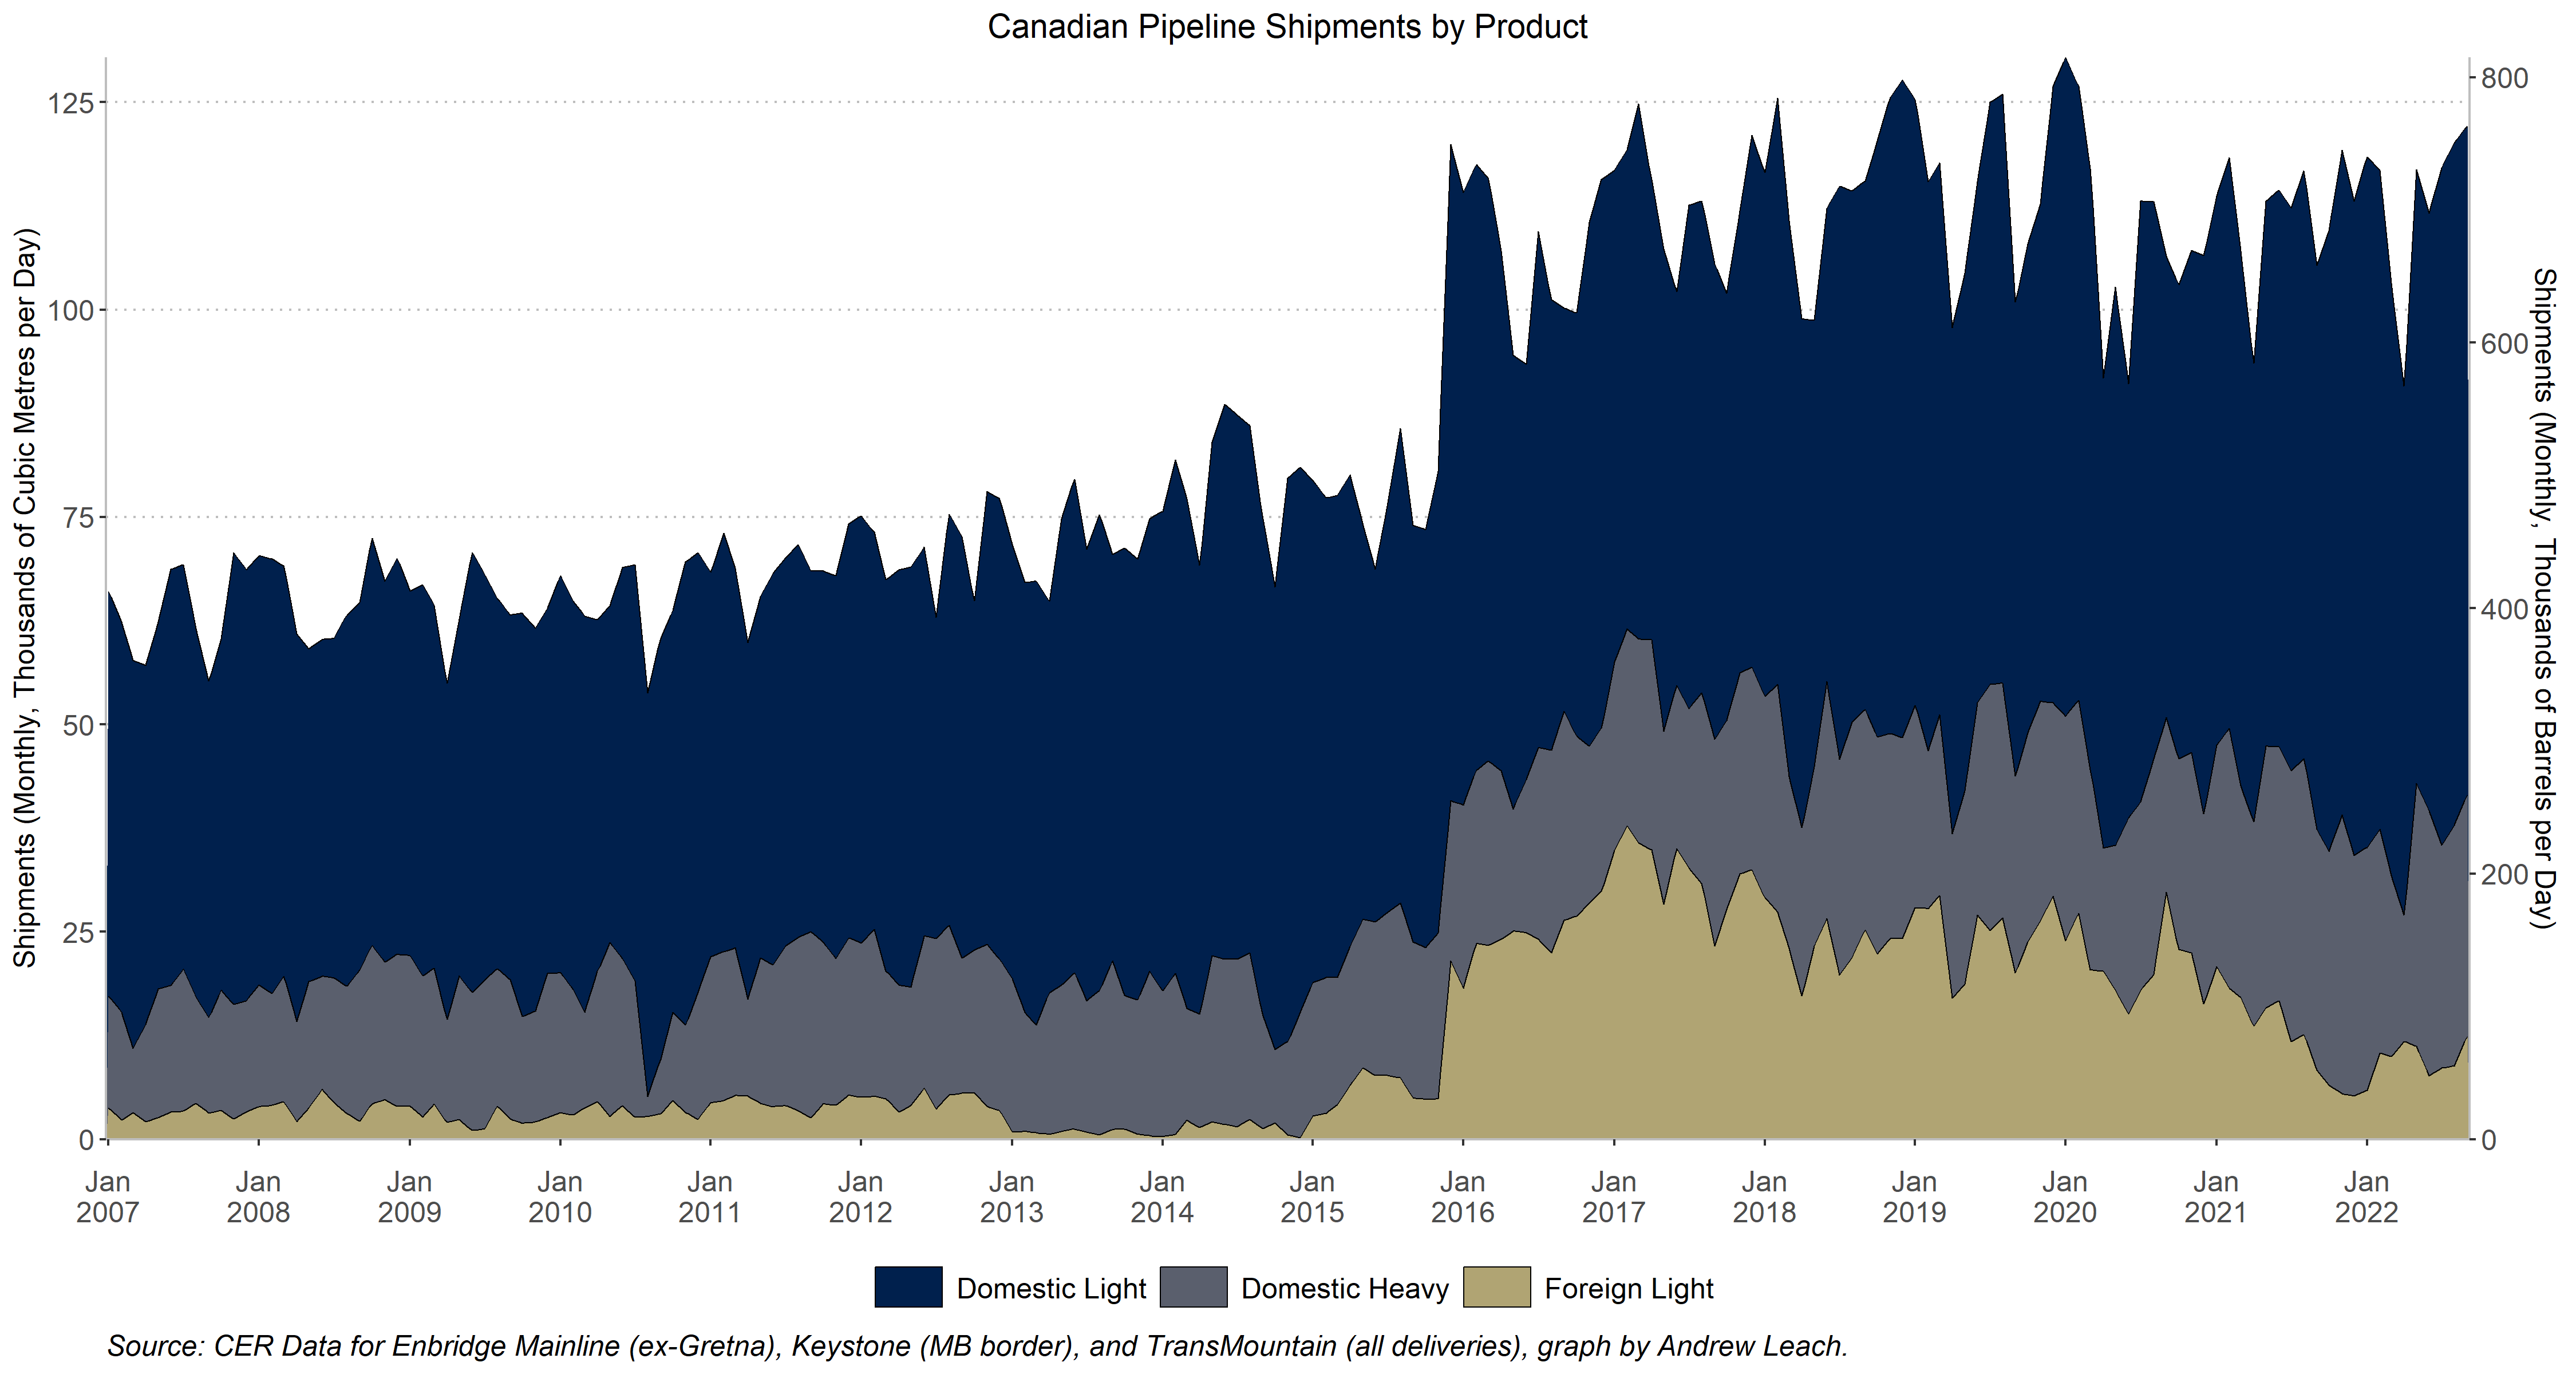 Canadian Pipeline Shipments by Product
Shipments (Monthly, Thousands of Cubic Metres per Day)
125
100
75
50
25
0
800
600
400
200
0
Shipments (Monthly, Thousands of Barrels per Day)
Jan 2007
Jan 2008
Jan 2009
Jan 2010
Jan 2011
Jan 2012
Jan 2013
Jan 2014
Jan 2015
Jan 2016
Jan 2017
Jan 2018
Jan 2019
Jan 2020
Jan 2021
Jan 2022
Domestic Light Domestic Heavy Foreign Light
Source: CER Data for Enbridge Mainline (ex-Gretna), Keystone (MB border), and TransMountain (all deliveries), graph by Andrew Leach.